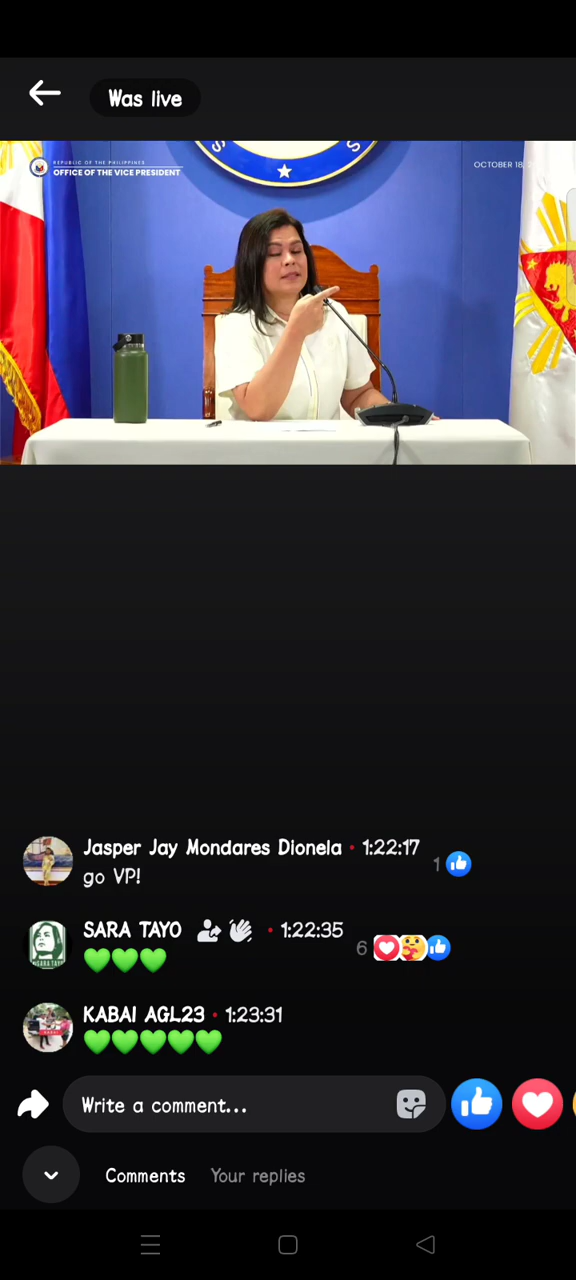 Was live
REPUBLIC OF THE PHILIPPINES
OFFICE OF THE VICE PRESIDENT
OCTOBER 18,
S
S
Jasper Jay Mondares Dionela • 1:22:17
1
go VP!
SARA TAYO • 1:22:35
6
💚💚💚
SARA TAYO
KABAI AGL23 • 1:23:31
💚💚💚💚💚
Write a comment...
Comments Your replies